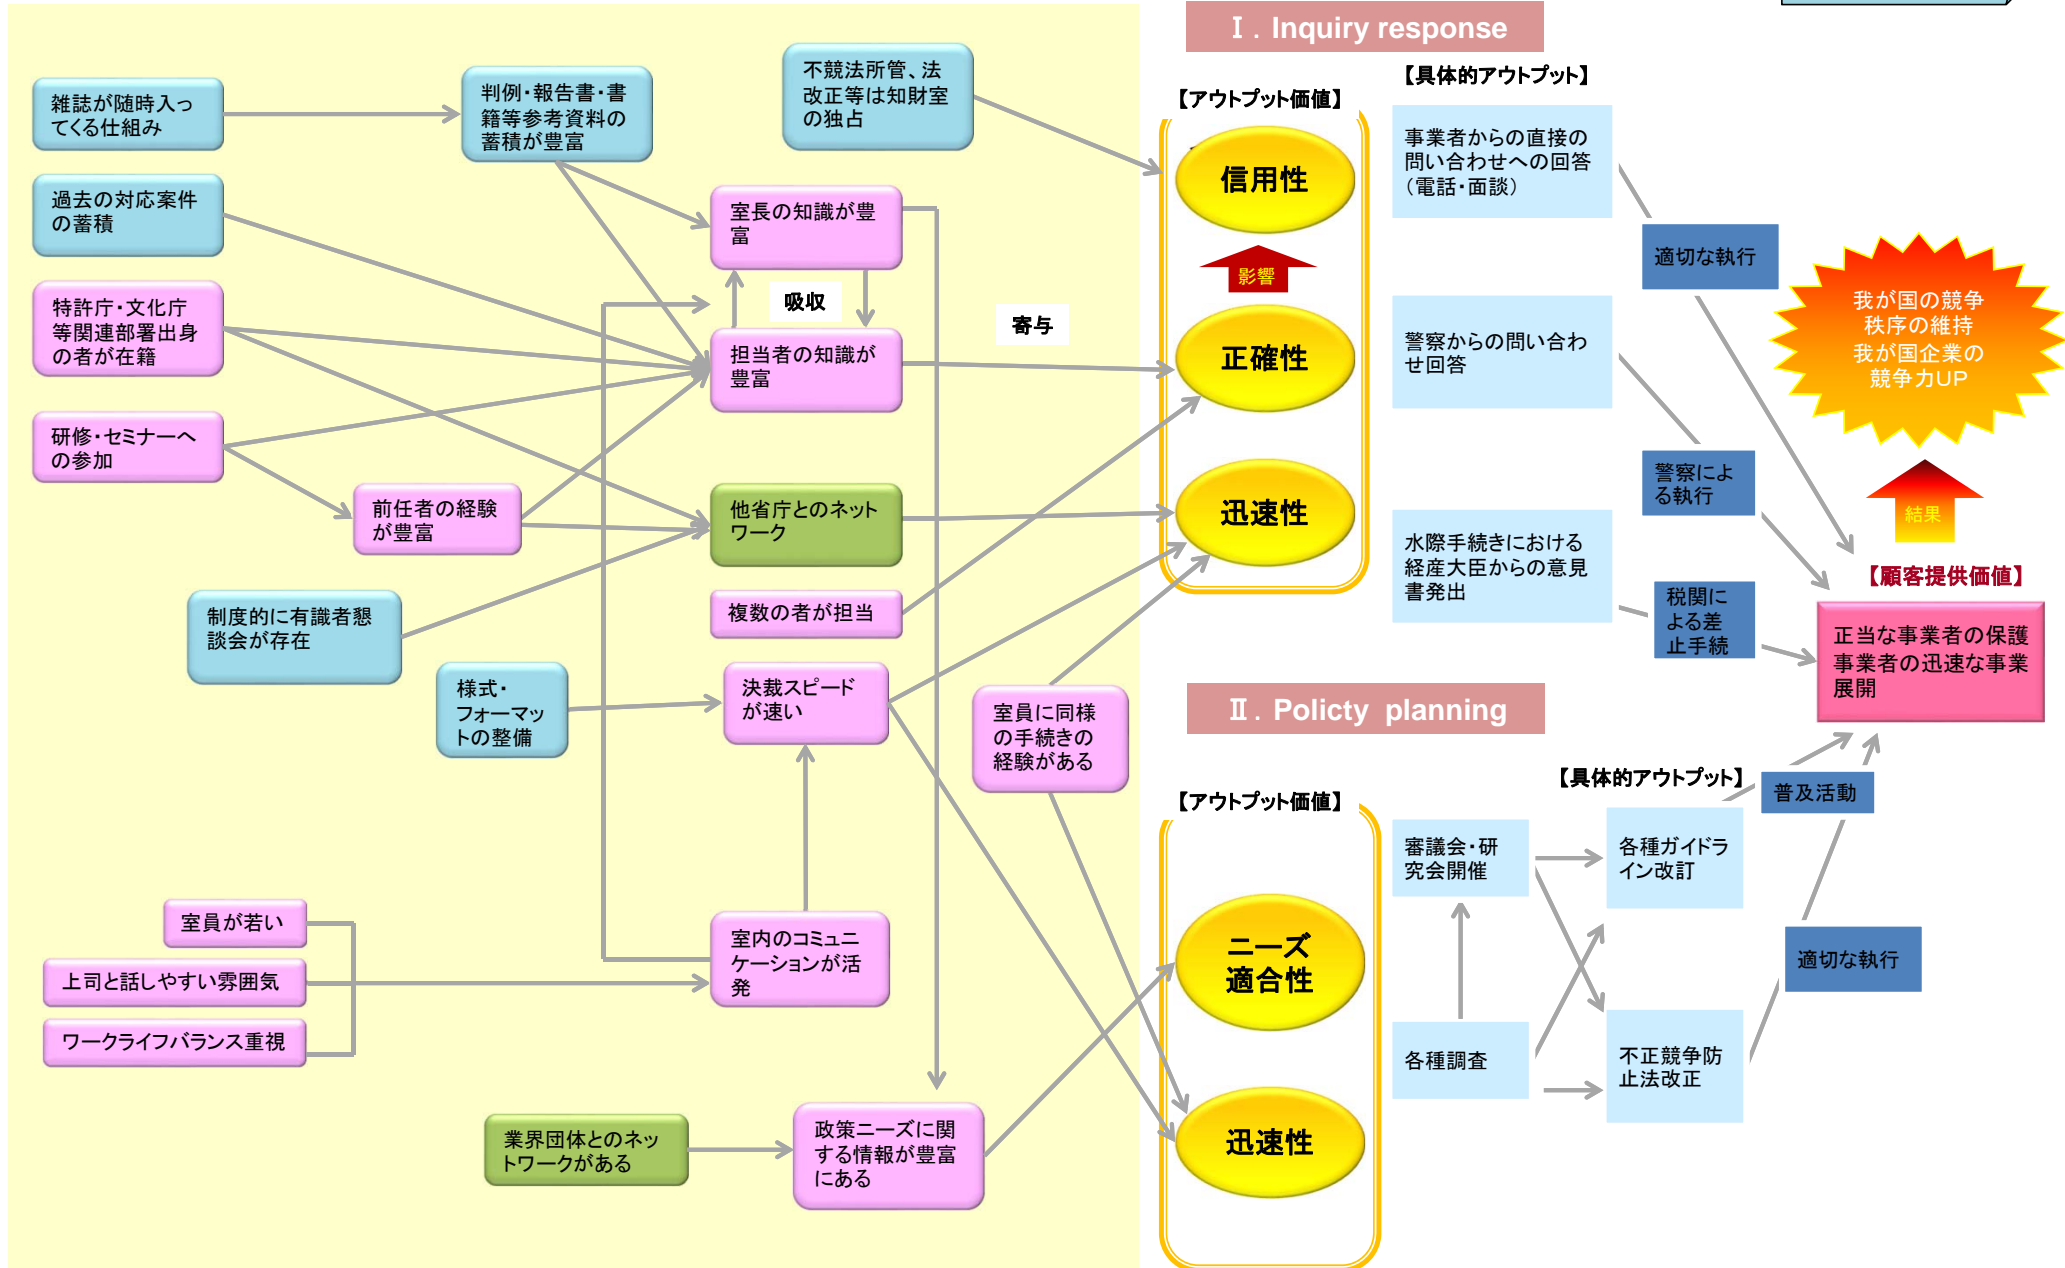 Ⅰ. Inquiry response
雑誌が随時入っ
てくる仕組み
判例・報告書・書
籍等参考資料の
蓄積が豊富
不競法所管、法
改正等は知財室
の独占
過去の対応案件
の蓄積
特許庁・文化庁
等関連部署出身
の者が在籍
研修・セミナーへ
の参加
前任者の経験
が豊富
制度的に有識者懇
談会が存在
様式・
フォーマッ
トの整備
室長の知識が豊
富
吸収
担当者の知識が
豊富
寄与
他省庁とのネット
ワーク
複数の者が担当
決裁スピード
が速い
室員に同様
の手続きの
経験がある
室員が若い
上司と話しやすい雰囲気
ワークライフバランス重視
室内のコミュニ
ケーションが活
発
業界団体とのネッ
トワークがある
政策ニーズに関
する情報が豊富
にある
【アウトプット価値】
信用性
影響
正確性
迅速性
【具体的アウトプット】
事業者からの直接の
問い合わせへの回答
（電話・面談）
警察からの問い合わ
せ回答
水際手続きにおける
経産大臣からの意見
書発出
適切な執行
警察によ
る執行
税関に
よる差
止手続
我が国の競争
秩序の維持
我が国企業の
競争力UP
結果
【顧客提供価値】
正当な事業者の保護
事業者の迅速な事業
展開
Ⅱ. Policty planning
【アウトプット価値】
ニーズ
適合性
迅速性
【具体的アウトプット】
審議会・研
究会開催
各種調査
各種ガイドラ
イン改訂
不正競争防
止法改正
普及活動
適切な執行